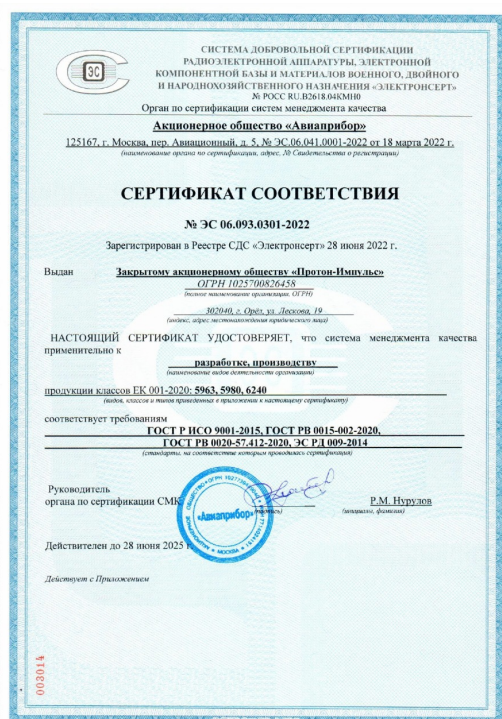 ЭС
СИСТЕМА ДОБРОВОЛЬНОЙ СЕРТИФИКАЦИИ
РАДИОЭЛЕКТРОННОЙ АППАРАТУРЫ, ЭЛЕКТРОННОЙ
КОМПОНЕНТНОЙ БАЗЫ И МАТЕРИАЛОВ ВОЕННОГО, ДВОЙНОГО
И НАРОДНОХОЗЯЙСТВЕННОГО НАЗНАЧЕНИЯ «ЭЛЕКТРОНСЕРТ»
№ РОСС RU.В2618.04КМН0
Орган по сертификации систем менеджмента качества
Акционерное общество «Авиаприбор»
125167, г. Москва, пер. Авиационный, д. 5, № ЭС.06.041.0001-2022 от 18 марта 2022 г.
(наименование органа по сертификации, адрес, № Свидетельства о регистрации)
СЕРТИФИКАТ СООТВЕТСТВИЯ
№ ЭС 06.093.0301-2022
Зарегистрирован в Реестре СДС «Электронсерт» 28 июня 2022 г.
Выдан Закрытому акционерному обществу «Протон-Импульс»
ОГРН 1025700826458
(полное наименование организации, ОГРН)
302040, г. Орёл, ул. Лескова, 19
(индекс, адрес местонахождения юридического лица)
НАСТОЯЩИЙ СЕРТИФИКАТ УДОСТОВЕРЯЕТ, что система менеджмента качества
применительно к
разработке, производству
(наименование видов деятельности организации)
продукции классов ЕК 001-2020: 5963, 5980, 6240
(видов, классов и типов приведенных в приложении к настоящему сертификату)
соответствует требованиям
ГОСТ Р ИСО 9001-2015, ГОСТ РВ 0015-002-2020,
ГОСТ РВ 0020-57.412-2020, ЭС РД 009-2014
(стандарты, на соответствие которым проводилась сертификация)
Руководитель
органа по сертификации СМК
«Авиаприбор»
МОСКВА
(подпись)
Р.М. Нурулов
(инициалы, фамилия)
Действителен до 28 июня 2025 г.
Действует с Приложением
003014